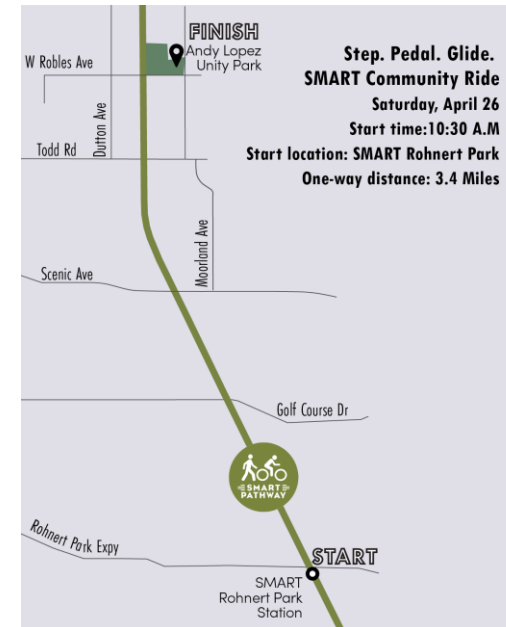 FINISH
Andy Lopez
Unity Park
W Robles Ave
Dutton Ave
Step. Pedal. Glide.
SMART Community Ride
Saturday, April 26
Start time:10:30 A.M
Start location: SMART Rohnert Park
One-way distance: 3.4 Miles
Todd Rd
Moorland Ave
Scenic Ave
Golf Course Dr
SMART
PATHWAY
Rohnert Park Expy
START
SMART
Rohnert Park
Station